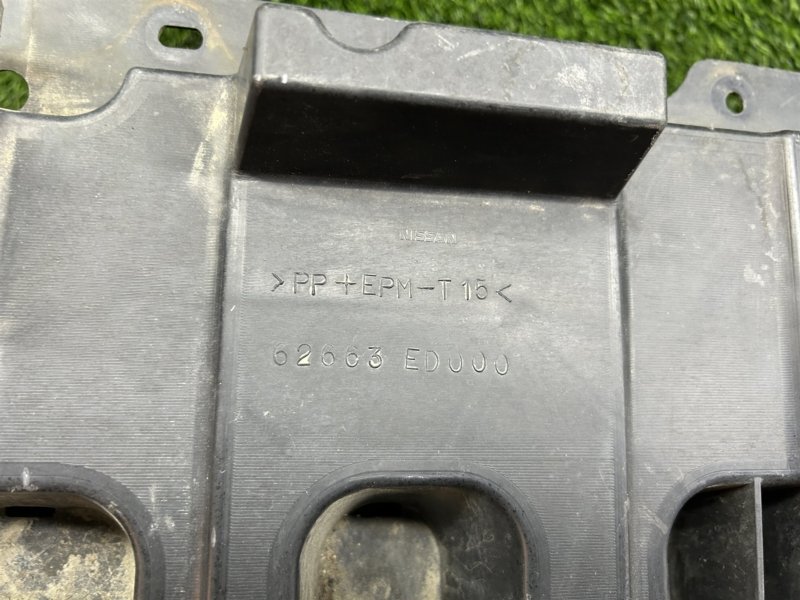 NISSAN
>PP+EPM-T15<
62663 ED000